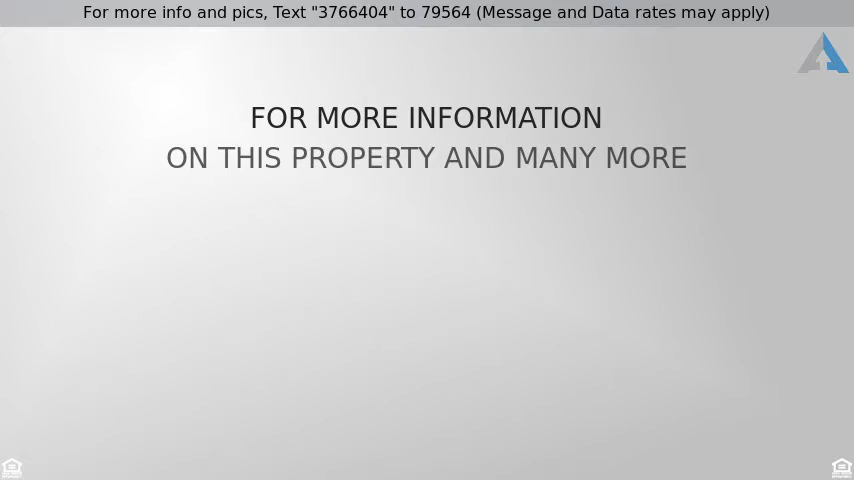 For more info and pics, Text "3766404" to 79564 (Message and Data rates may apply)
FOR MORE INFORMATION
ON THIS PROPERTY AND MANY MORE